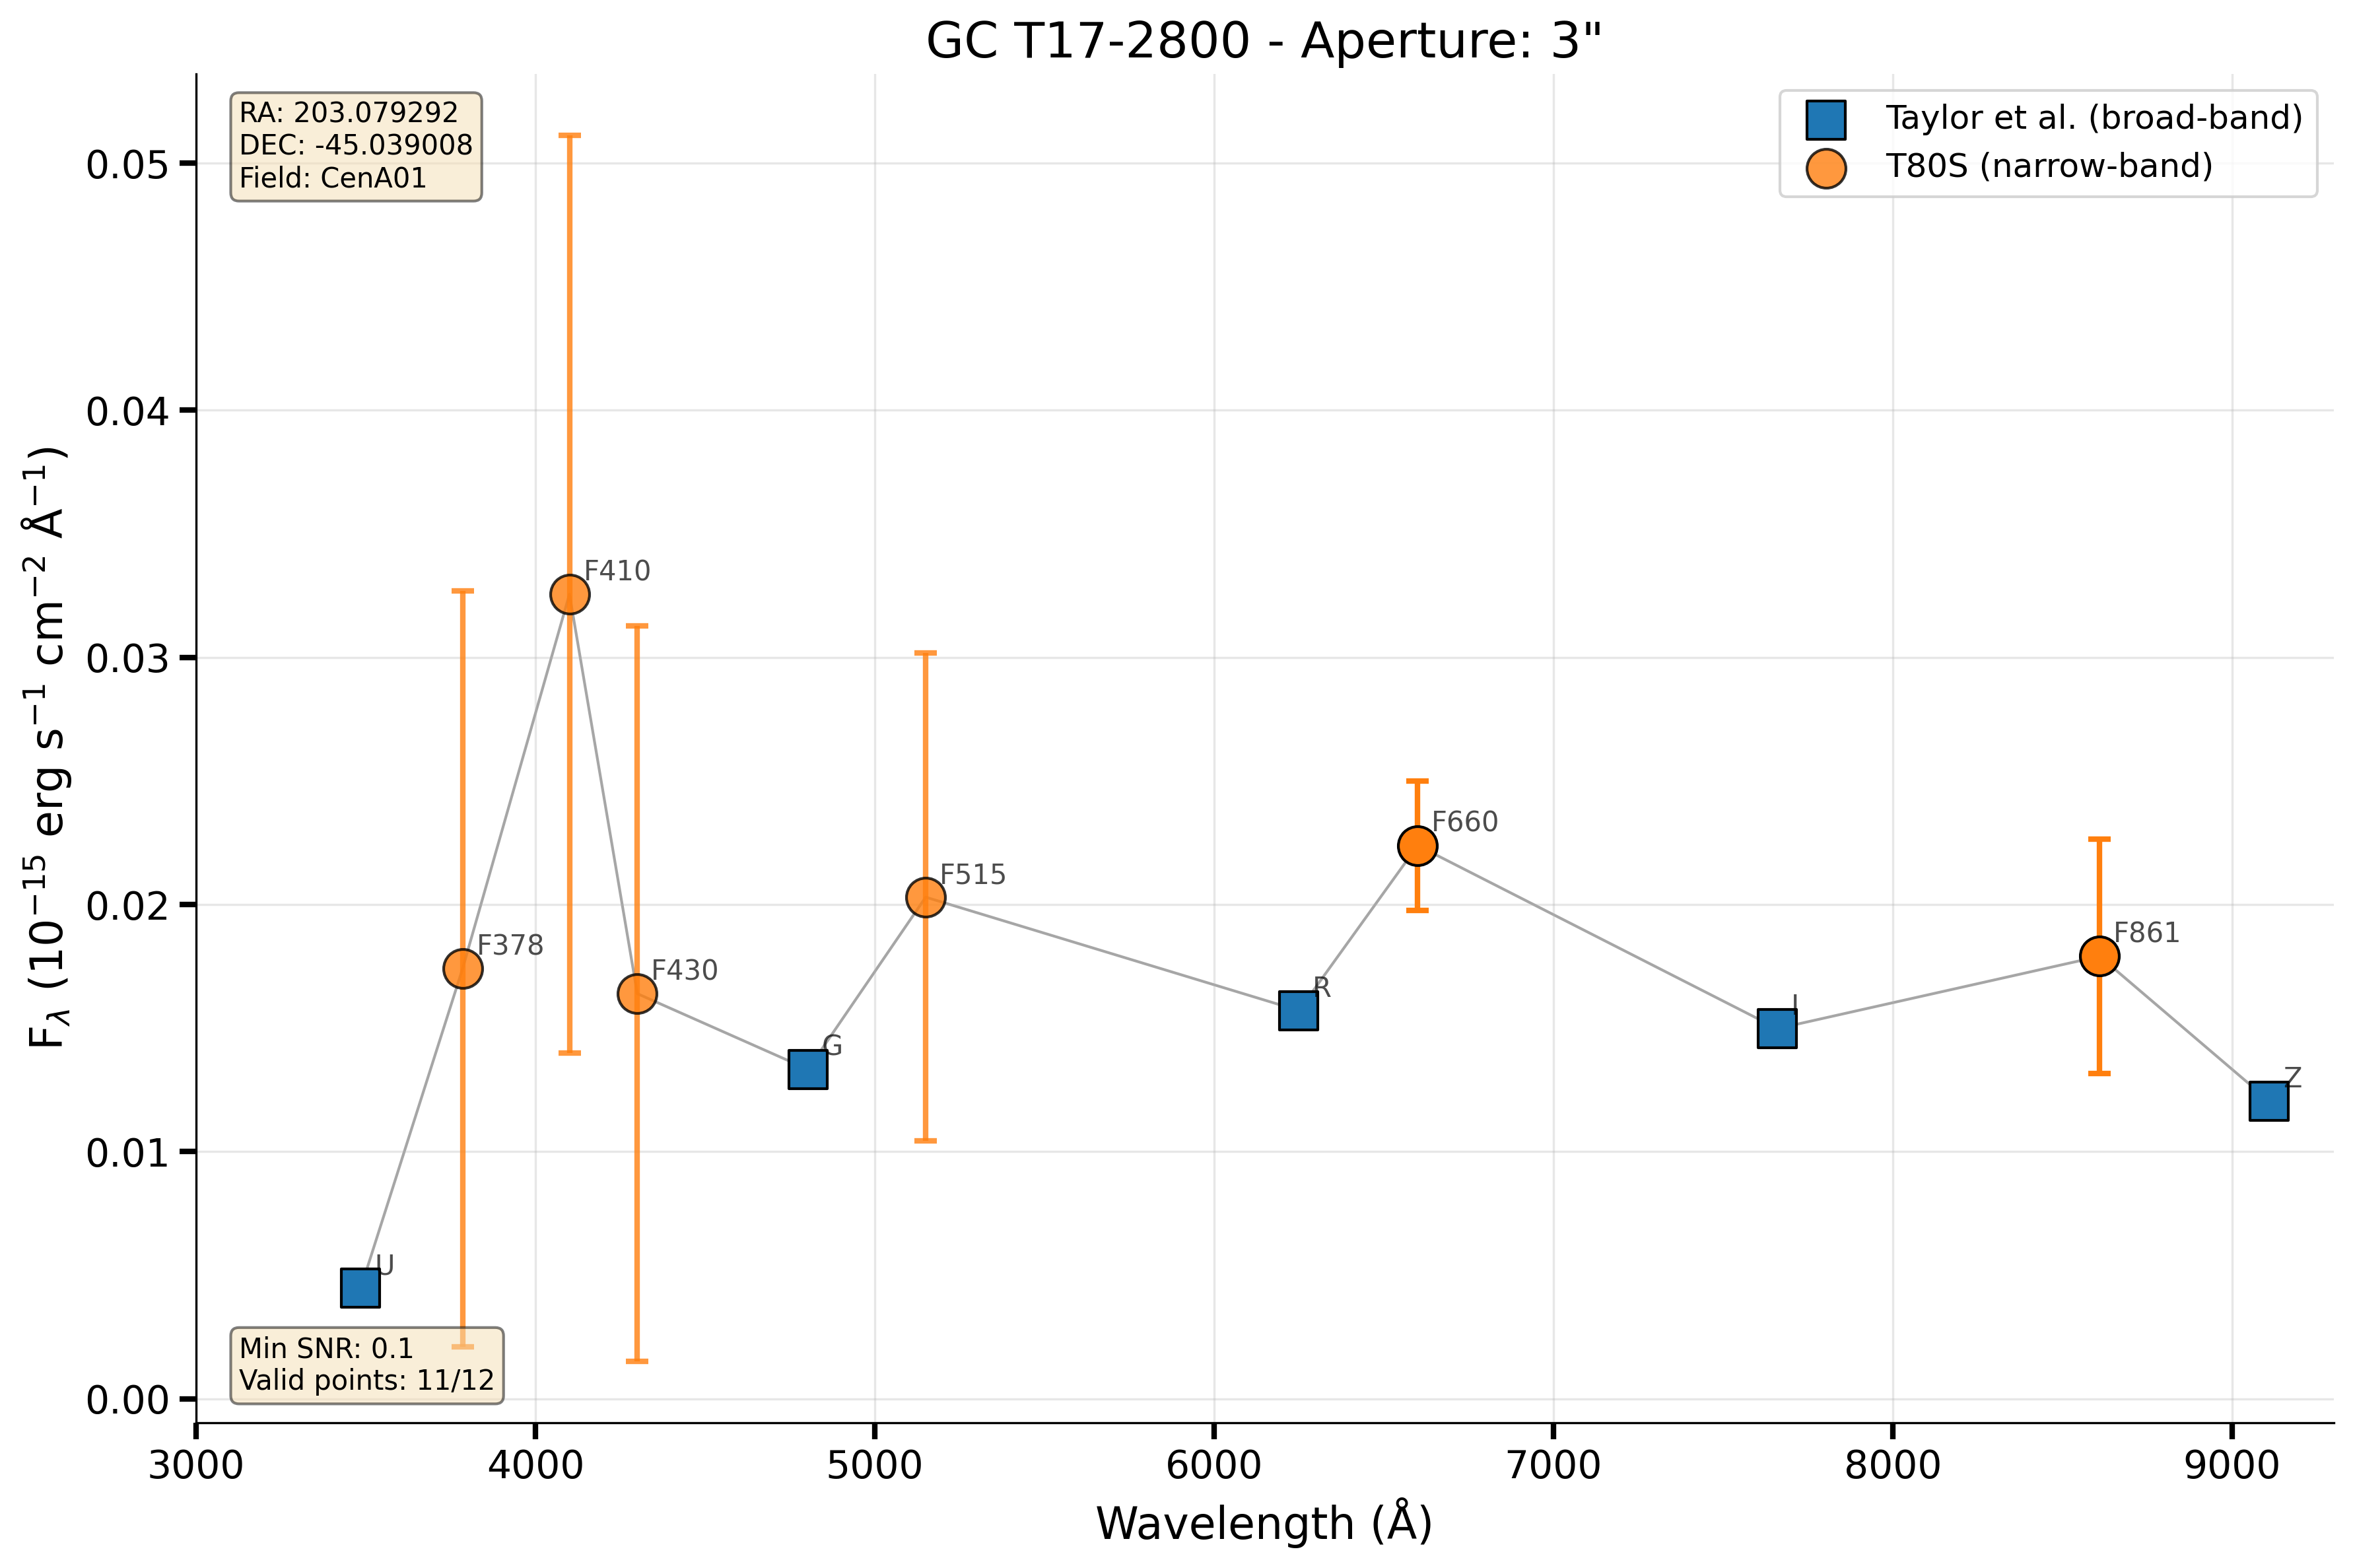 GC T17-2800 - Aperture: 3"
RA: 203.079292
DEC: -45.039008
Field: CenA01
Taylor et al. (broad-band)
T80S (narrow-band)
0.05
0.04
0.03
0.02
0.01
0.00
F410
F378
F430
F515
F660
F861
R
I
G
Z
U
Min SNR: 0.1
Valid points: 11/12
3000 4000 5000 6000 7000 8000 9000
Wavelength (Å)
Fλ (10⁻¹⁵ erg s⁻¹ cm⁻² Å⁻¹)